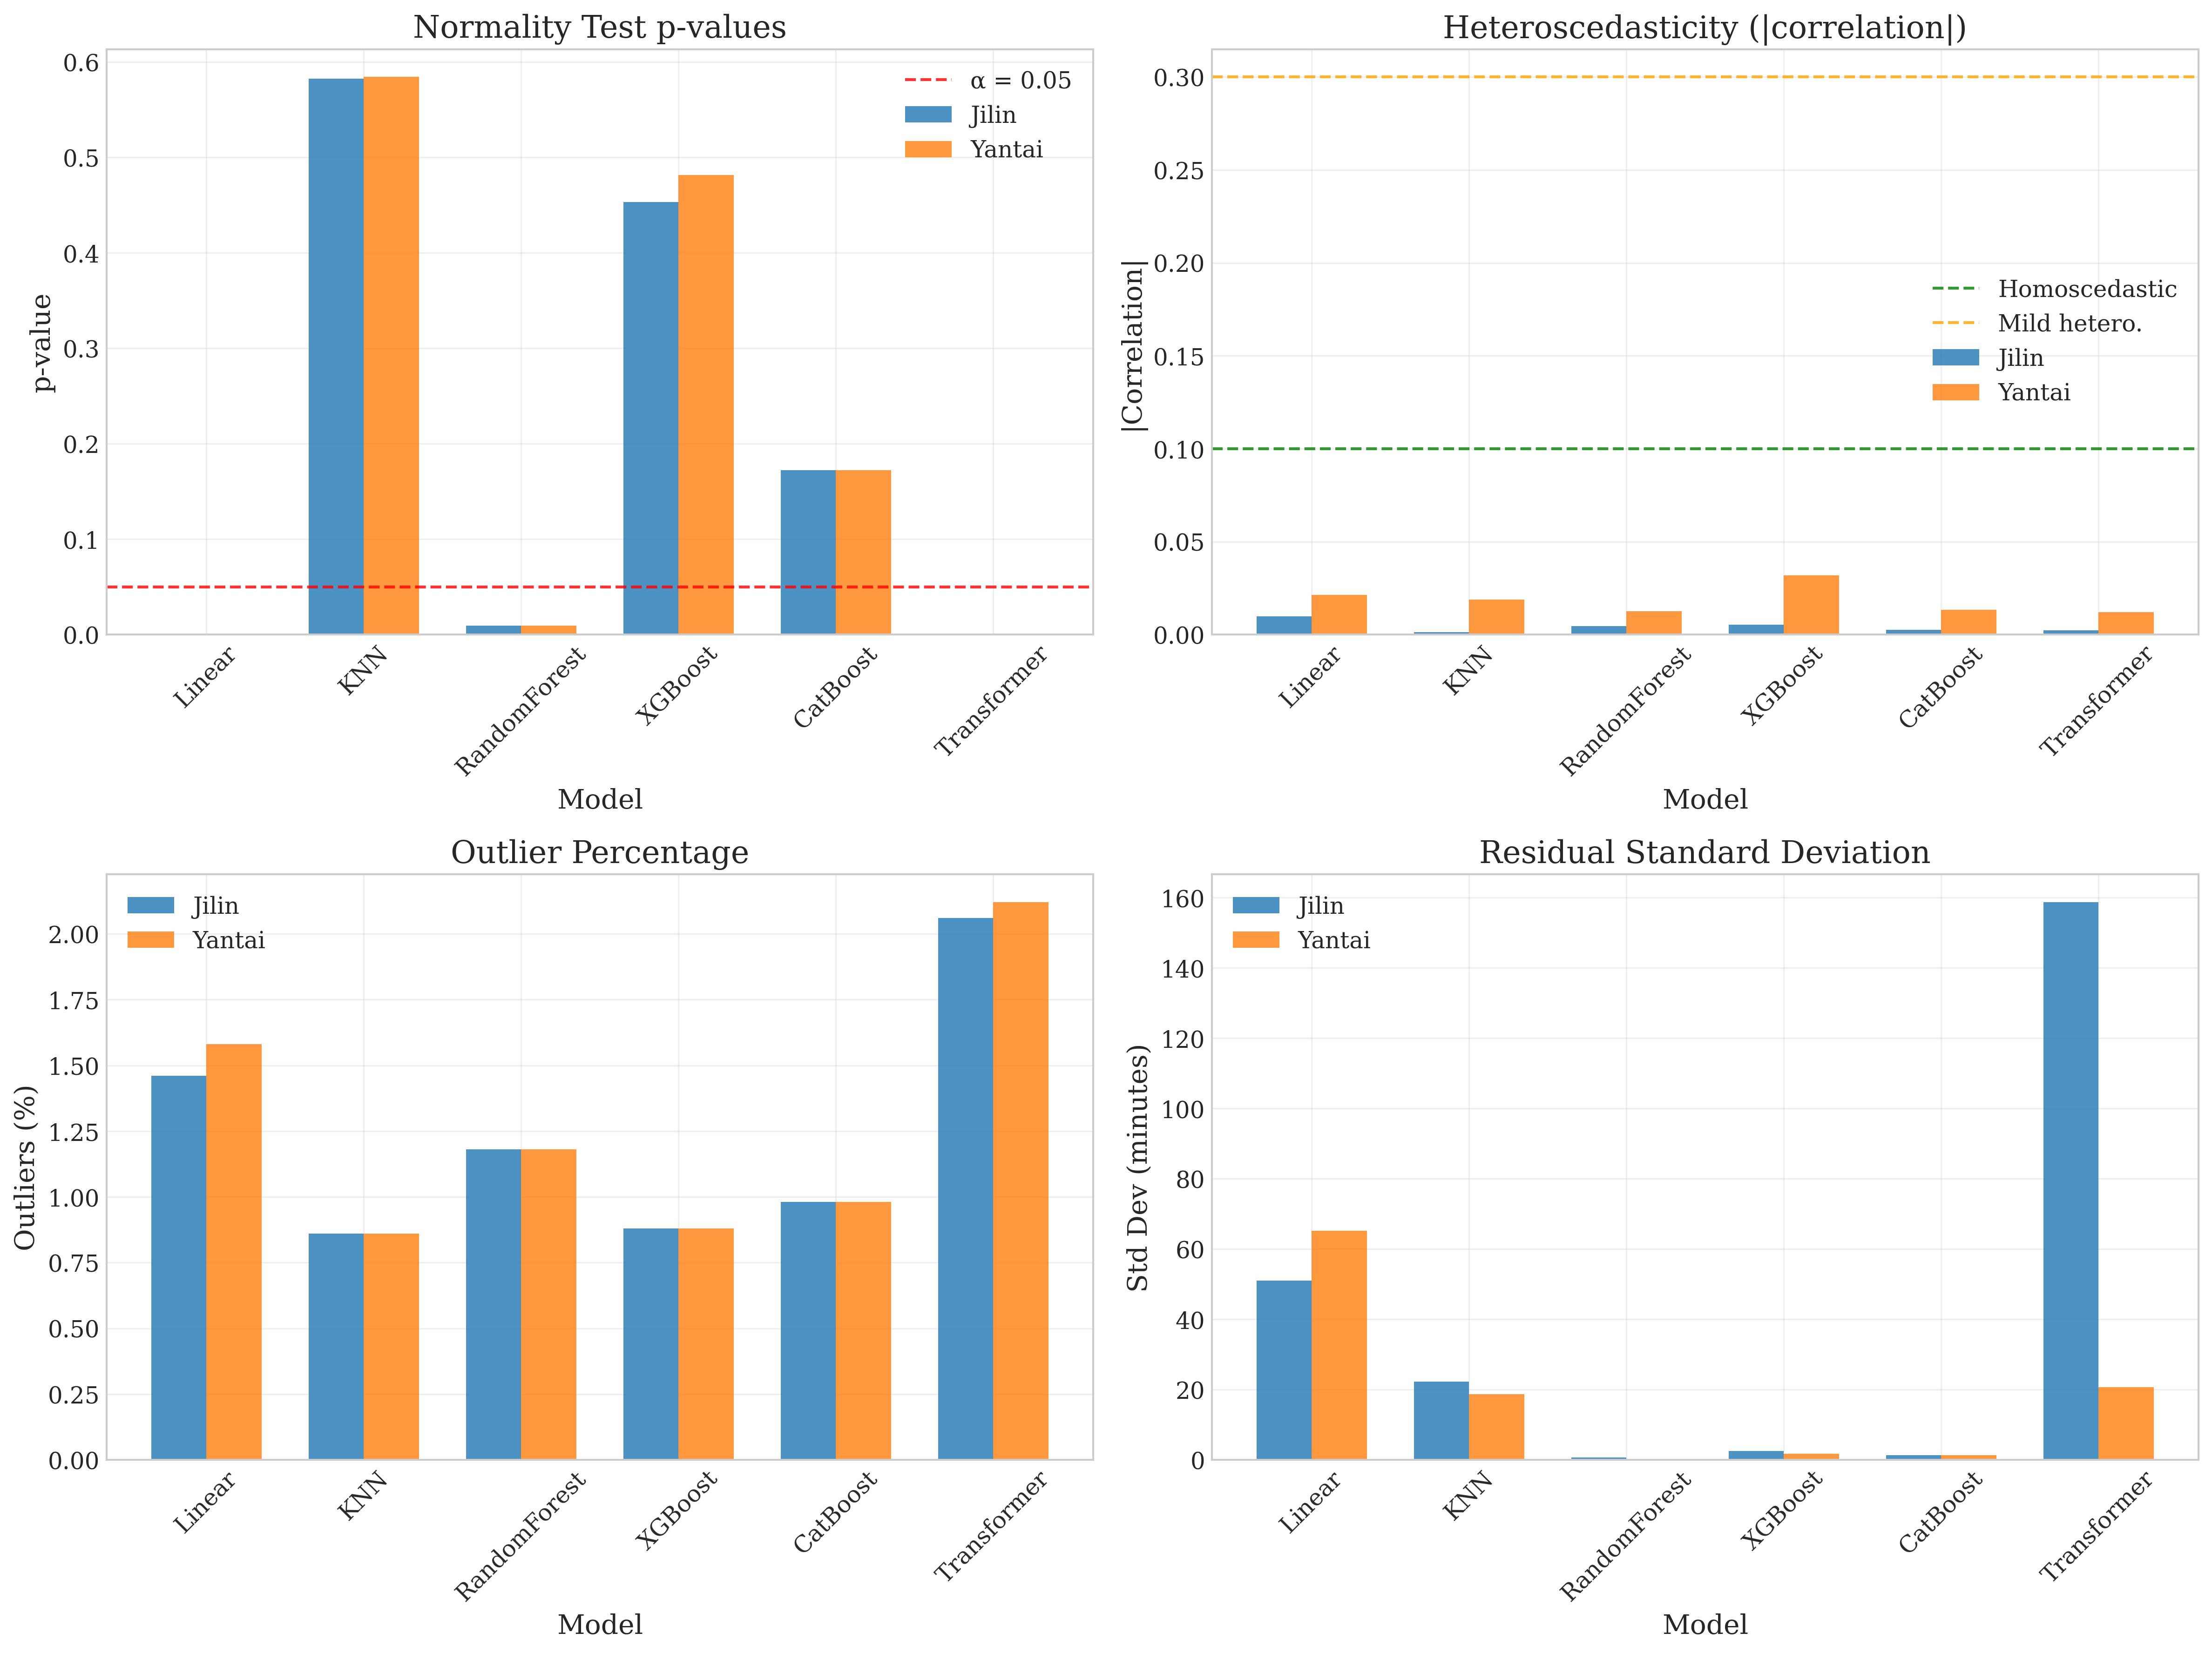 Normality Test p-values
p-value
0.6
0.5
0.4
0.3
0.2
0.1
0.0
α = 0.05
Jilin
Yantai
Linear
KNN
RandomForest
XGBoost
CatBoost
Transformer
Model
Heteroscedasticity (|correlation|)
|Correlation|
0.30
0.25
0.20
0.15
0.10
0.05
0.00
Homoscedastic
Mild hetero.
Jilin
Yantai
Linear
KNN
RandomForest
XGBoost
CatBoost
Transformer
Model
Outlier Percentage
Outliers (%)
2.00
1.75
1.50
1.25
1.00
0.75
0.50
0.25
0.00
Jilin
Yantai
Linear
KNN
RandomForest
XGBoost
CatBoost
Transformer
Model
Residual Standard Deviation
Std Dev (minutes)
160
140
120
100
80
60
40
20
0
Jilin
Yantai
Linear
KNN
RandomForest
XGBoost
CatBoost
Transformer
Model